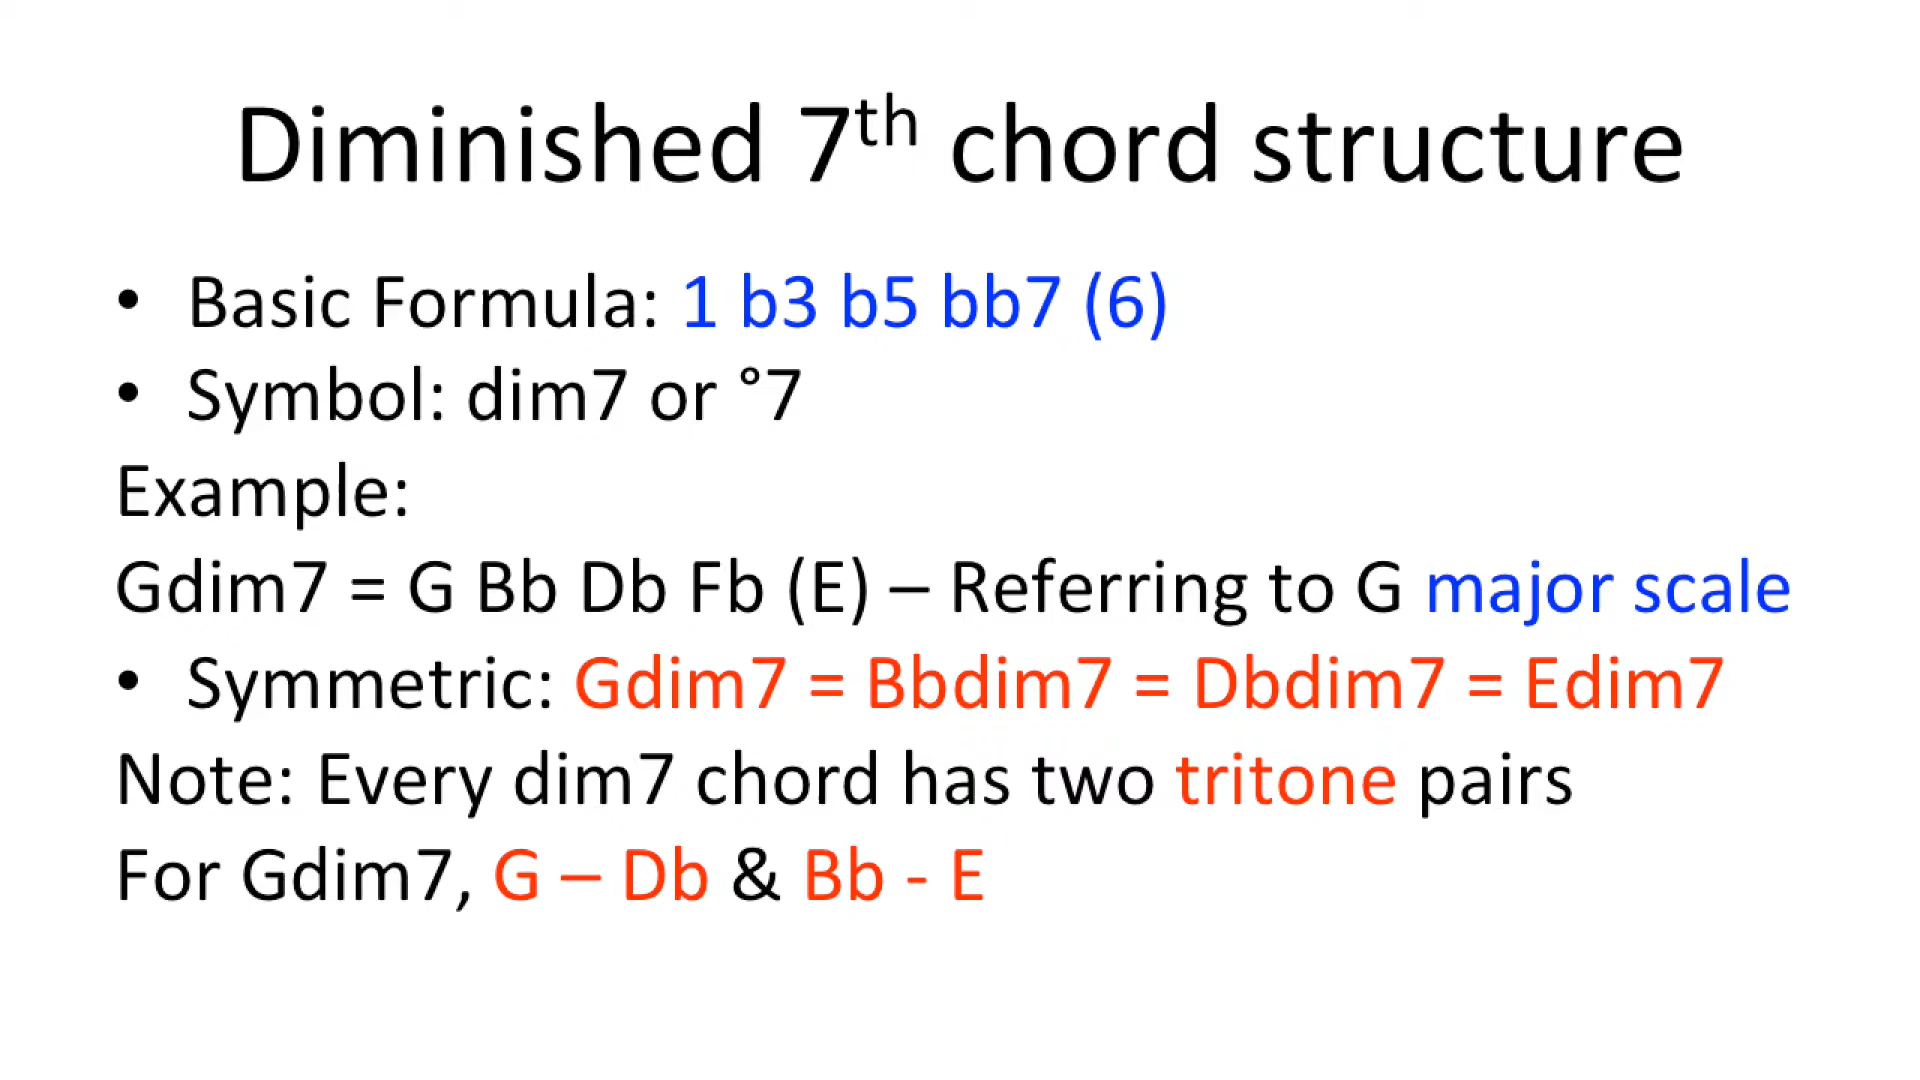 Diminished 7th chord structure
• Basic Formula: 1 b3 b5 bb7 (6)
• Symbol: dim7 or °7
Example:
Gdim7 = G Bb Db Fb (E) – Referring to G major scale
• Symmetric: Gdim7 = Bbdim7 = Dbdim7 = Edim7
Note: Every dim7 chord has two tritone pairs
For Gdim7, G – Db & Bb - E